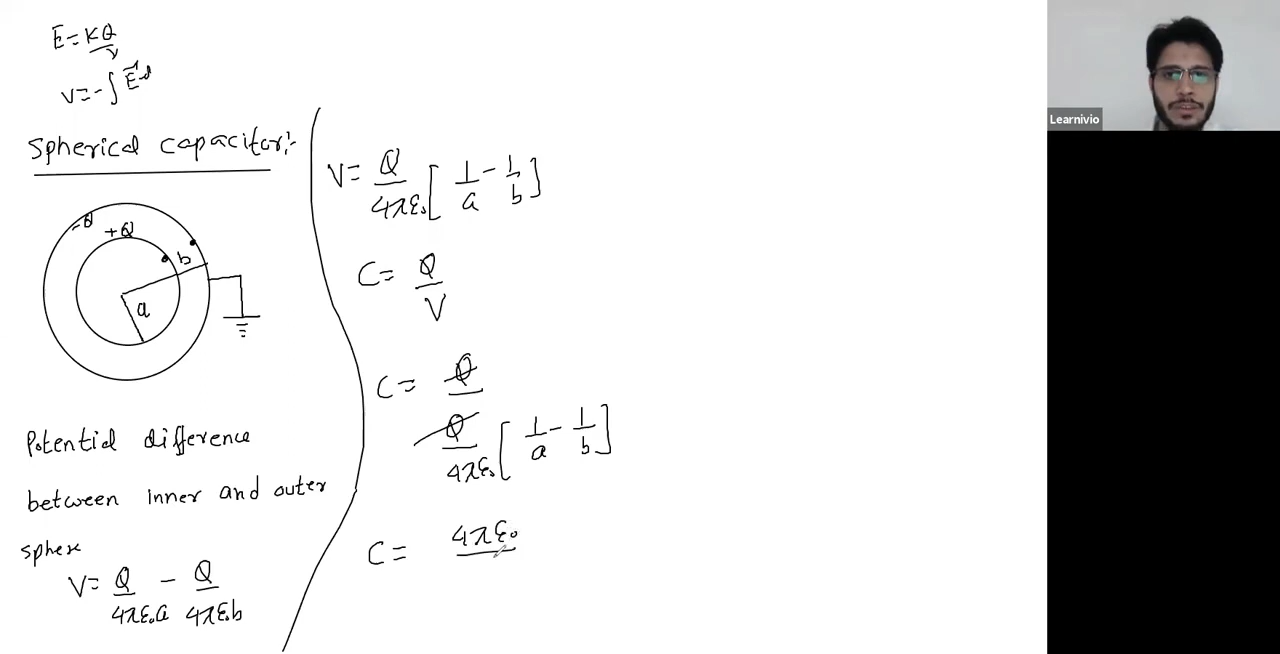 E = KQ/r
V = -∫ E⃗ d
Spherical capacitor:-
-Q
+Q
b
a
Potential difference
between inner and outer
sphere
V = Q/4πε₀a - Q/4πε₀b
V = Q/4πε₀ [ 1/a - 1/b ]
C = Q/V
C = Q / Q/4πε₀ [ 1/a - 1/b ]
C = 4πε₀
Learnivio